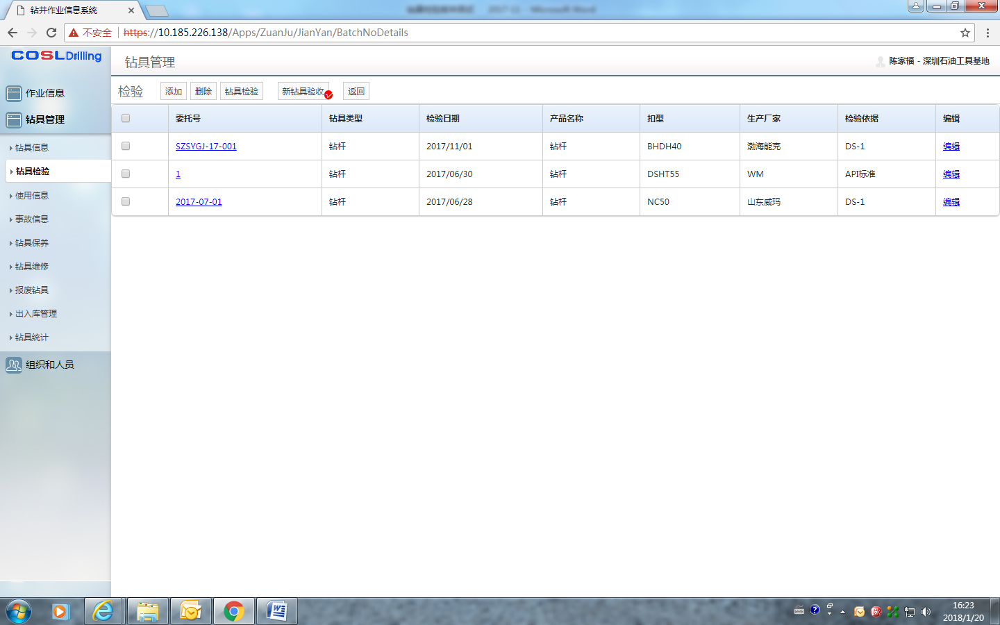 钻井作业信息系统
不安全 https://10.185.226.138/Apps/ZuanJu/JianYan/BatchNoDetails
COSL Drilling
钻具管理
陈家福 - 深圳石油工具基地
作业信息
钻具管理
钻具信息
钻具检验
使用信息
事故信息
钻具保养
钻具维修
报废钻具
出入库管理
钻具统计
组织和人员
检验 添加 删除 钻具检验 新钻具验收 返回
委托号 钻具类型 检验日期 产品名称 扣型 生产厂家 检验依据 编辑
SZSYGJ-17-001 钻杆 2017/11/01 钻杆 BHDH40 渤海能克 DS-1 编辑
1 钻杆 2017/06/30 钻杆 DSHT55 WM API标准 编辑
2017-07-01 钻杆 2017/06/28 钻杆 NC50 山东威玛 DS-1 编辑
16:23
2018/1/20